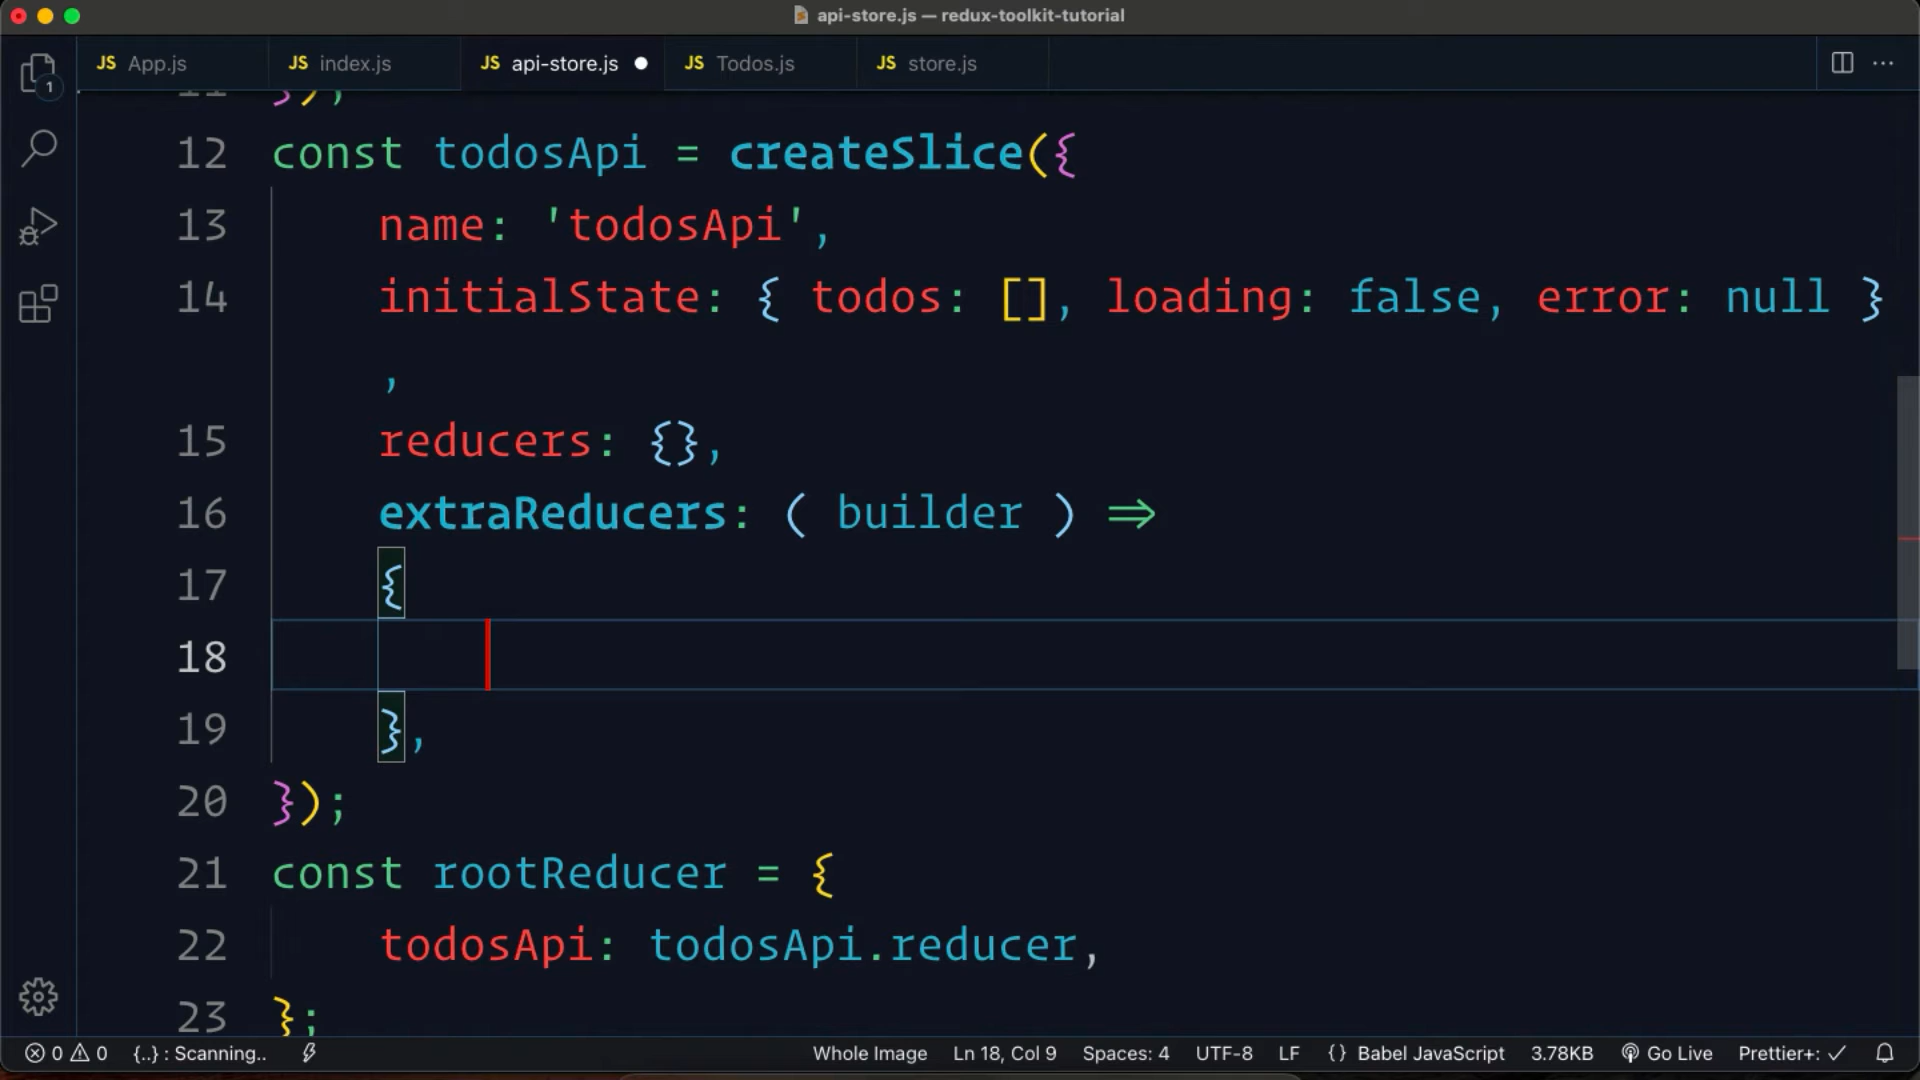 api-store.js — redux-toolkit-tutorial
JS App.js JS index.js JS api-store.js JS Todos.js JS store.js
1
11 });
12 const todosApi = createSlice({
13 name: 'todosApi',
14 initialState: { todos: [], loading: false, error: null }
,
15 reducers: {},
16 extraReducers: ( builder ) =>
17 {
18
19 },
20 });
21 const rootReducer = {
22 todosApi: todosApi.reducer,
23 };
0 0 {..} : Scanning.. Whole Image Ln 18, Col 9 Spaces: 4 UTF-8 LF {} Babel JavaScript 3.78KB Go Live Prettier+: ✓